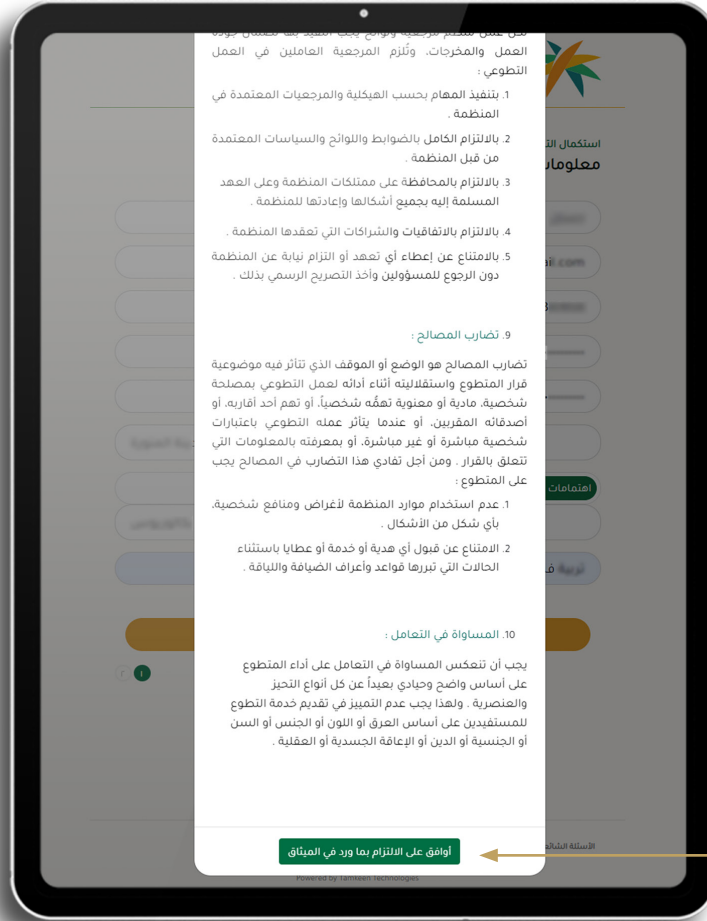 العمل والمخرجات، وتُلزم المرجعية العاملين في العمل
التطوعي :
1. بتنفيذ المهام بحسب الهيكلية والمرجعيات المعتمدة في
المنظمة .
2. بالالتزام الكامل بالضوابط واللوائح والسياسات المعتمدة
من قبل المنظمة .
3. بالالتزام بالمحافظة على ممتلكات المنظمة وعلى العهد
المسلمة إليه بجميع أشكالها وإعادتها للمنظمة .
4. بالالتزام بالاتفاقيات والشراكات التي تعقدها المنظمة .
5. بالامتناع عن إعطاء أي تعهد أو التزام نيابة عن المنظمة
دون الرجوع للمسؤولين وأخذ التصريح الرسمي بذلك .
9. تضارب المصالح :
تضارب المصالح هو الوضع أو الموقف الذي تتأثر فيه موضوعية
قرار المتطوع واستقلاليته أثناء أدائه لعمل التطوعي بمصلحة
شخصية، مادية أو معنوية تهمُّه شخصياً، أو تهم أحد أقاربه، أو
أصدقائه المقربين، أو عندما يتأثر عمله التطوعي باعتبارات
شخصية مباشرة أو غير مباشرة، أو بمعرفته بالمعلومات التي
تتعلق بالقرار . ومن أجل تفادي هذا التضارب في المصالح يجب
على المتطوع :
1. عدم استخدام موارد المنظمة لأغراض ومنافع شخصية،
بأي شكل من الأشكال .
2. الامتناع عن قبول أي هدية أو خدمة أو عطايا باستثناء
الحالات التي تبررها قواعد وأعراف الضيافة واللياقة .
10. المساواة في التعامل :
يجب أن تنعكس المساواة في التعامل على أداء المتطوع
على أساس واضح وحيادي بعيداً عن كل أنواع التحيز
والعنصرية . ولهذا يجب عدم التمييز في تقديم خدمة التطوع
للمستفيدين على أساس العرق أو اللون أو الجنس أو السن
أو الجنسية أو الدين أو الإعاقة الجسدية أو العقلية .
أوافق على الالتزام بما ورد في الميثاق
استكمال
اهتمامات
الأسئلة
Powered by Tamkeen Technologies